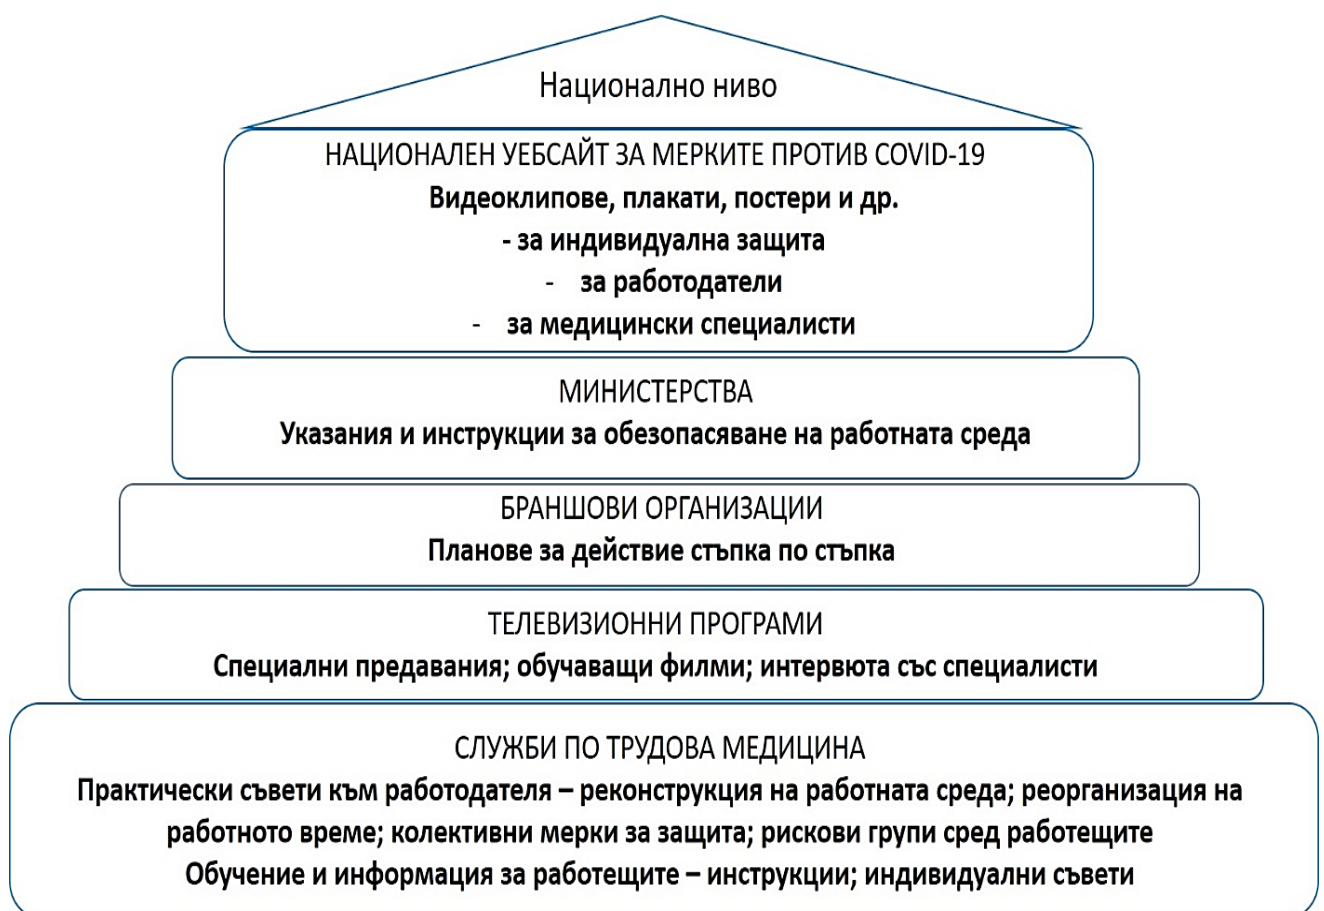 Национално ниво
НАЦИОНАЛЕН УЕБСАЙТ ЗА МЕРКИТЕ ПРОТИВ COVID-19
Видеоклипове, плакати, постери и др.
- за индивидуална защита
- за работодатели
- за медицински специалисти
МИНИСТЕРСТВА
Указания и инструкции за обезопасяване на работната среда
БРАНШОВИ ОРГАНИЗАЦИИ
Планове за действие стъпка по стъпка
ТЕЛЕВИЗИОННИ ПРОГРАМИ
Специални предавания; обучаващи филми; интервюта със специалисти
СЛУЖБИ ПО ТРУДОВА МЕДИЦИНА
Практически съвети към работодателя – реконструкция на работната среда; реорганизация на
работното време; колективни мерки за защита; рискови групи сред работещите
Обучение и информация за работещите – инструкции; индивидуални съвети